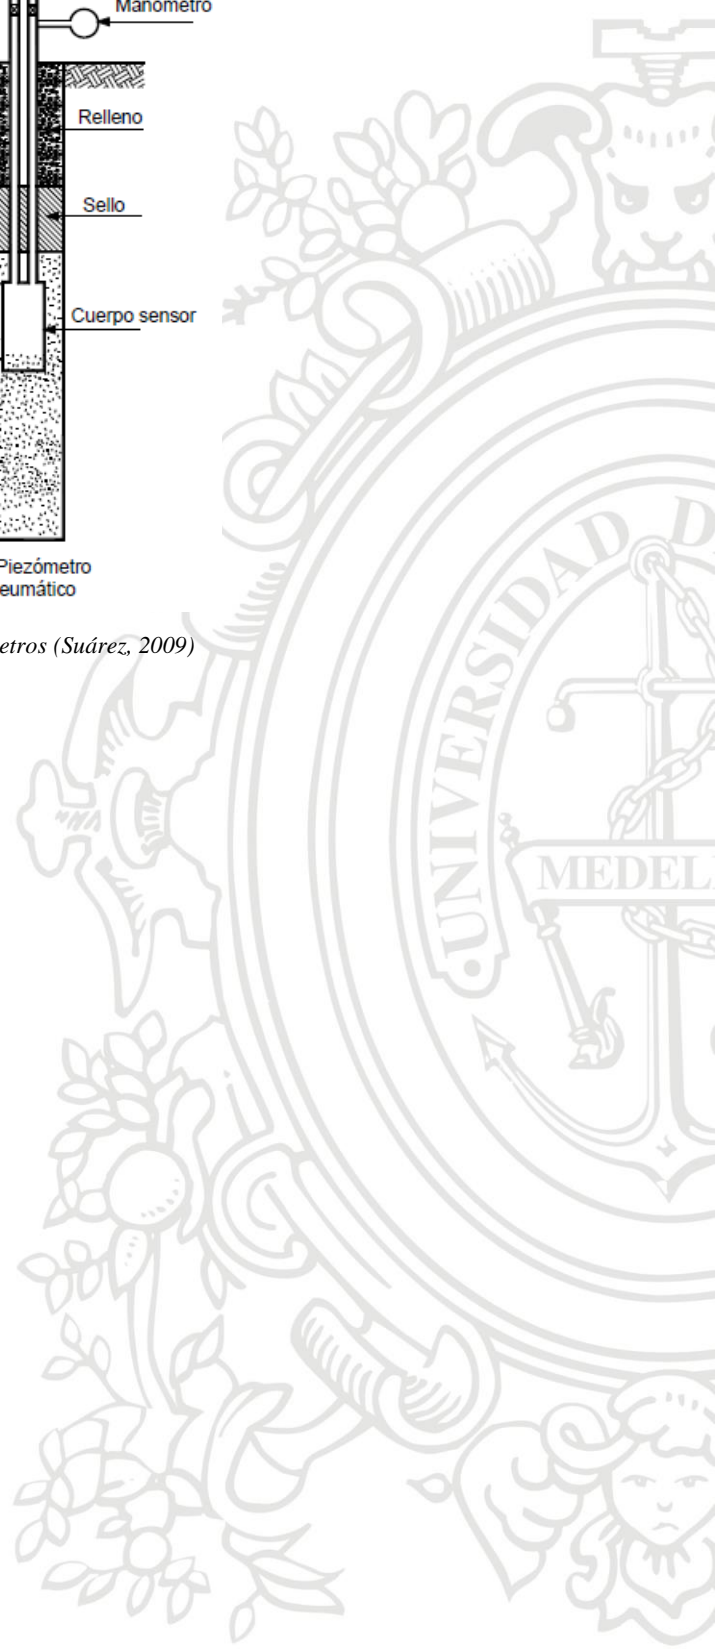 Manómetro
Relleno
Sello
Cuerpo sensor
Piezómetro
eumático
etros (Suárez, 2009)
UNIVERSIDAD D
MEDEL